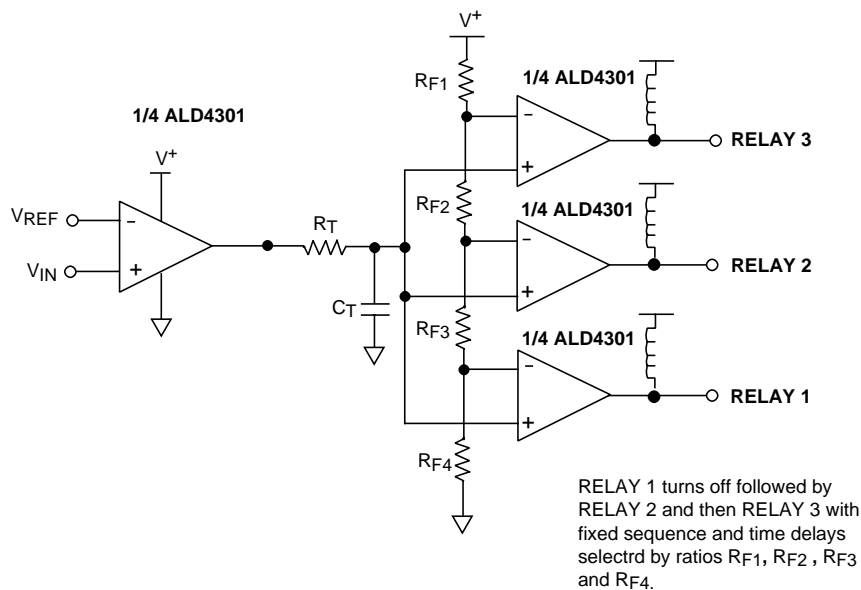 V+
RF1
1/4 ALD4301
1/4 ALD4301
V+
RELAY 3
VREF
VIN
RT
RF2
1/4 ALD4301
RELAY 2
CT
RF3
1/4 ALD4301
RELAY 1
RF4
RELAY 1 turns off followed by
RELAY 2 and then RELAY 3 with
fixed sequence and time delays
selectrd by ratios RF1, RF2 , RF3
and RF4.